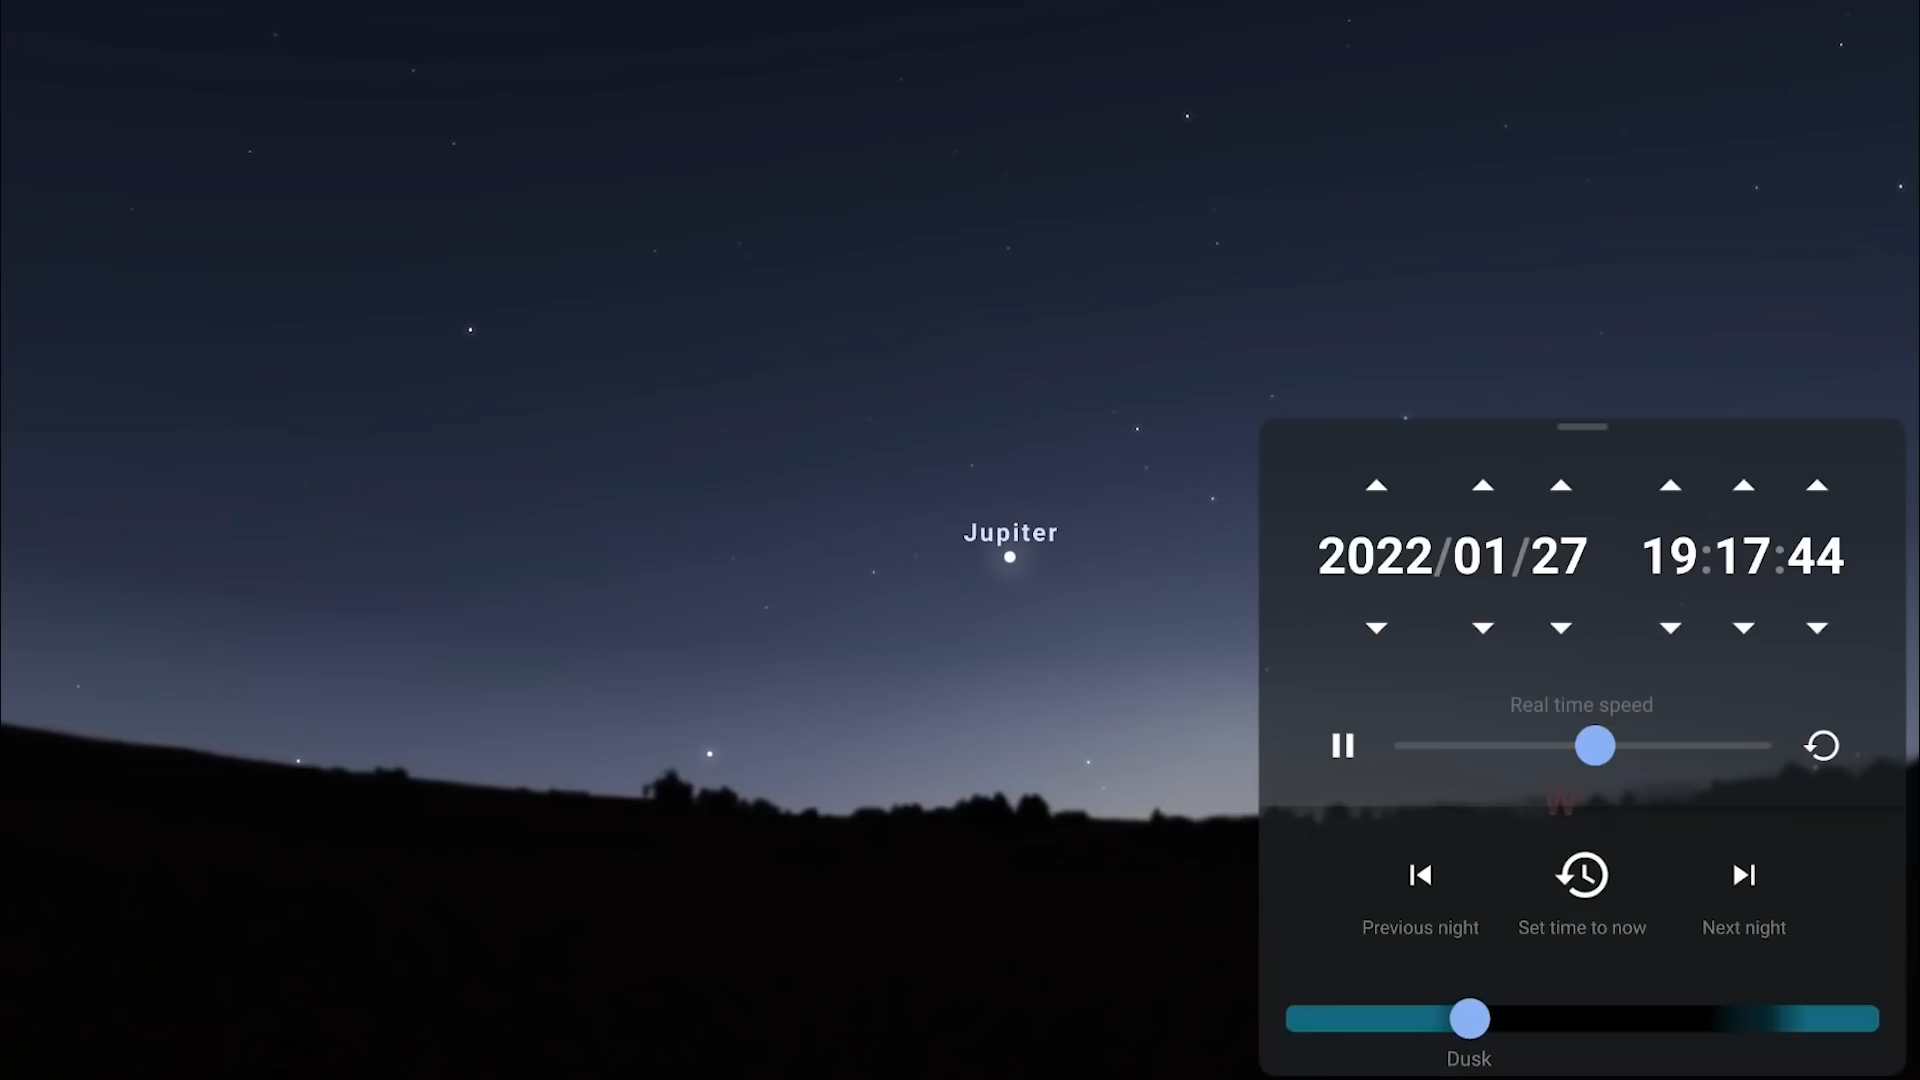 Jupiter
2022/01/27 19:17:44
Real time speed
W
Previous night Set time to now Next night
Dusk